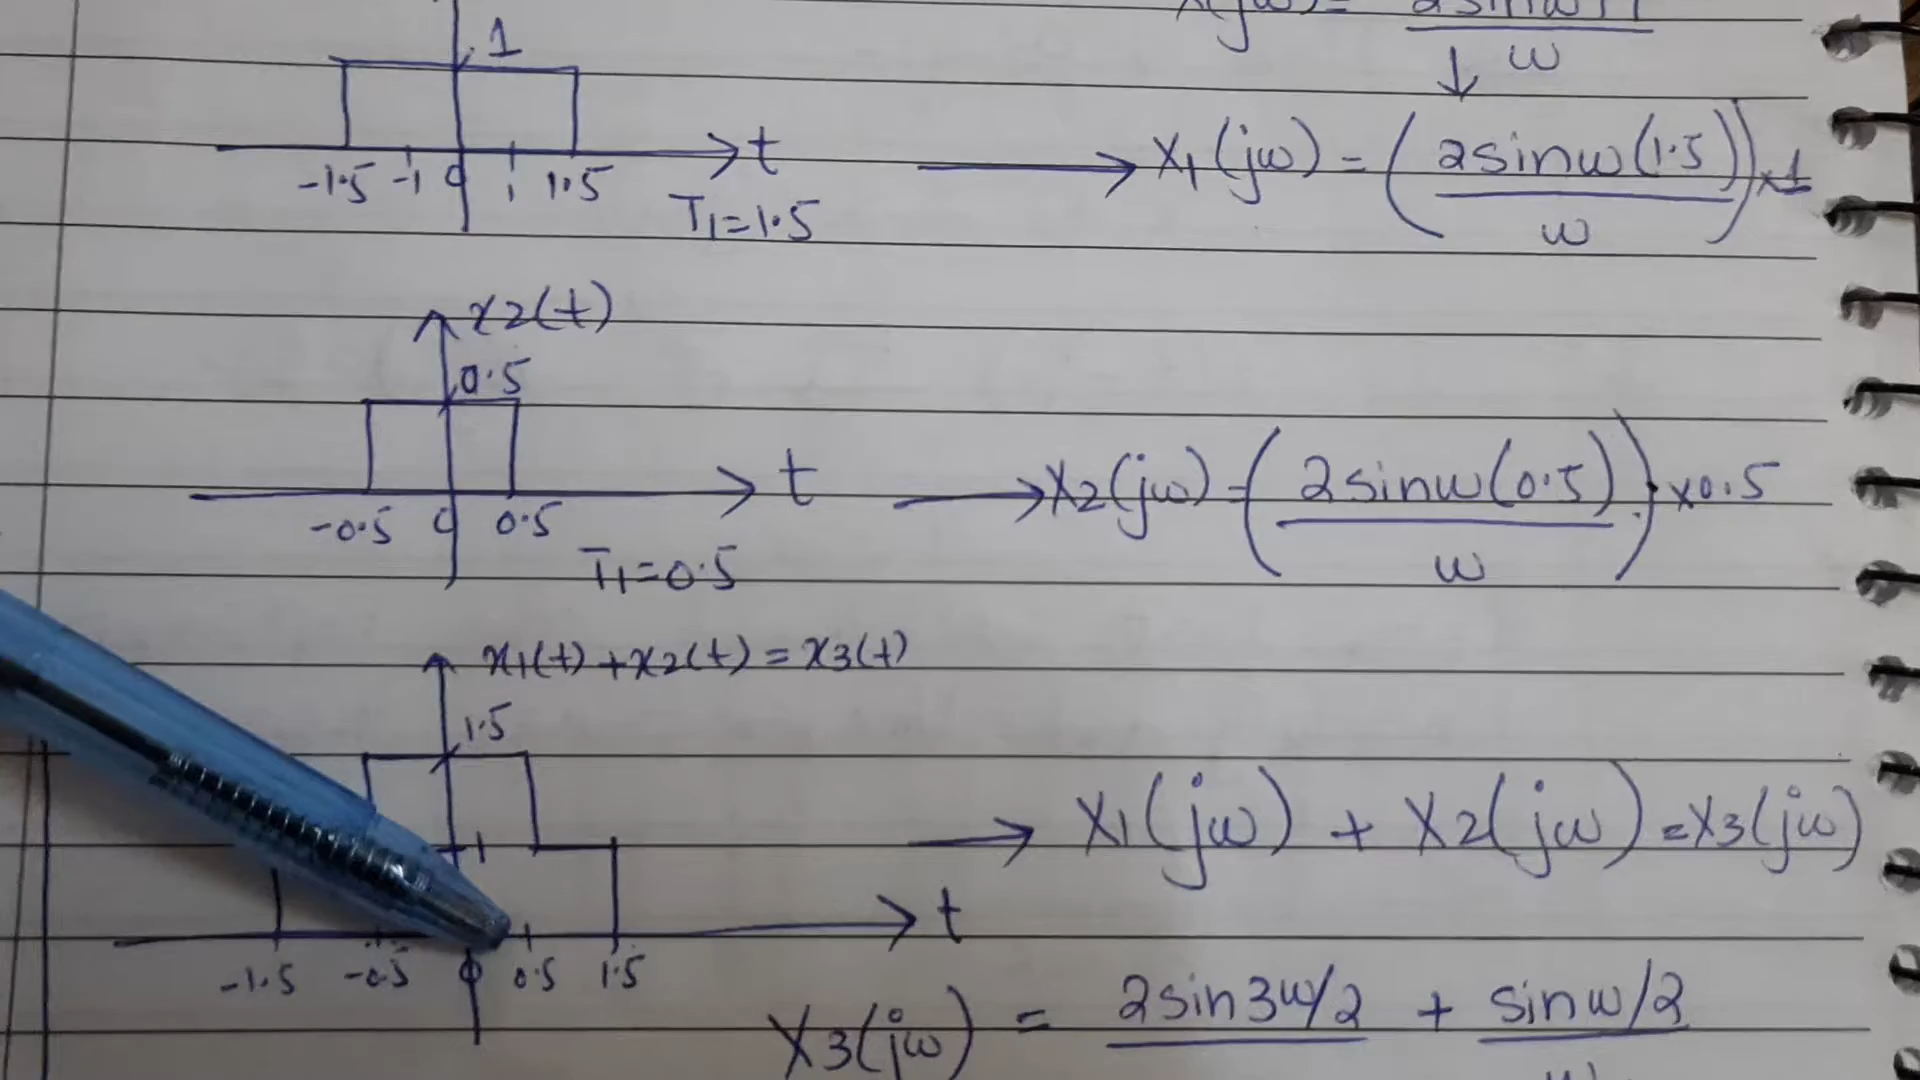 X(jω) = 2sinωT1
ω
1
-1.5 -1 0 1 1.5 t
T1=1.5
X1(jω) = (2sinω(1.5)) x1
ω
x2(t)
0.5
-0.5 0 0.5 t
T1=0.5
X2(jω) = (2sinω(0.5)) x0.5
ω
x1(t)+x2(t)=x3(t)
1.5
1
-1.5 -0.5 0 0.5 1.5 t
X1(jω) + X2(jω)=X3(jω)
X3(jω) = 2sin3ω/2 + sinω/2
ω